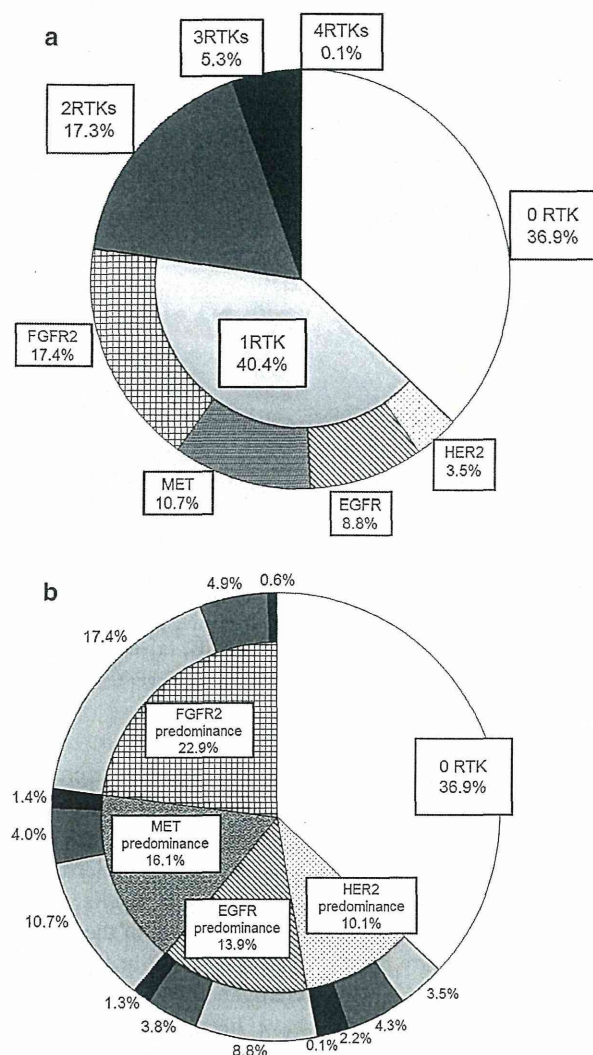 a
3RTKs
5.3%
4RTKs
0.1%
2RTKs
17.3%
0 RTK
36.9%
1RTK
40.4%
FGFR2
17.4%
MET
10.7%
EGFR
8.8%
HER2
3.5%
b
4.9%
0.6%
17.4%
FGFR2
predominance
22.9%
0 RTK
36.9%
1.4%
4.0%
MET
predominance
16.1%
HER2
predominance
10.1%
EGFR
predominance
13.9%
10.7%
1.3%
3.8%
8.8%
0.1%
2.2%
4.3%
3.5%